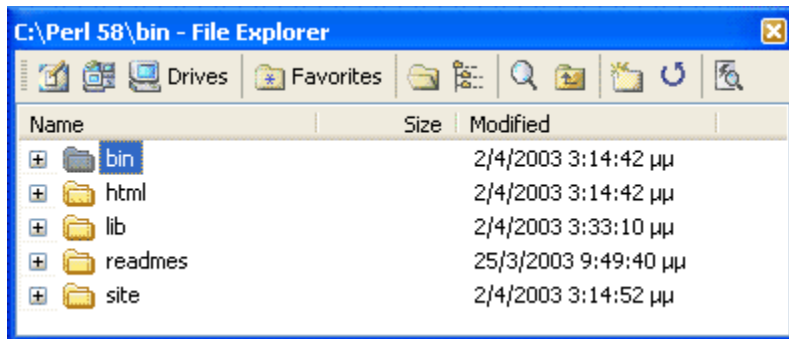 C:\Perl 58\bin - File Explorer
Drives Favorites
Name Size Modified
bin 2/4/2003 3:14:42 μμ
html 2/4/2003 3:14:42 μμ
lib 2/4/2003 3:33:10 μμ
readmes 25/3/2003 9:49:40 μμ
site 2/4/2003 3:14:52 μμ